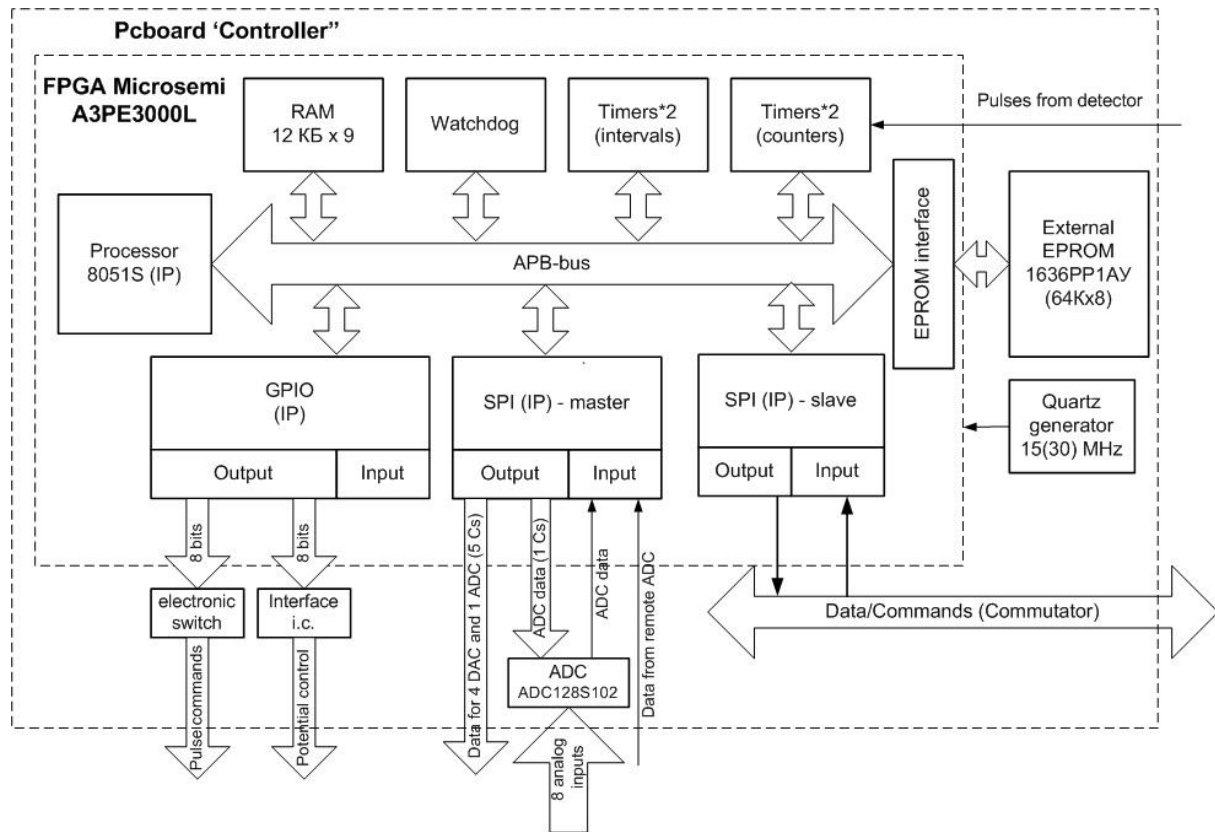 Pcboard ‘Controller”
FPGA Microsemi
A3PE3000L
RAM
12 КБ x 9
Watchdog
Timers*2
(intervals)
Timers*2
(counters)
Pulses from detector
Processor
8051S (IP)
APB-bus
EPROM interface
External
EPROM
1636РР1АУ
(64Kx8)
GPIO
(IP)
Output
Input
SPI (IP) - master
Output
Input
SPI (IP) - slave
Output
Input
Quartz
generator
15(30) MHz
8 bits
8 bits
electronic
switch
Interface
i.c.
Pulsecommands
Potential control
Data for 4 DAC and 1 ADC (5 Cs)
ADC data (1 Cs)
ADC data
Data from remote ADC
ADC
ADC128S102
8 analog
inputs
Data/Commands (Commutator)